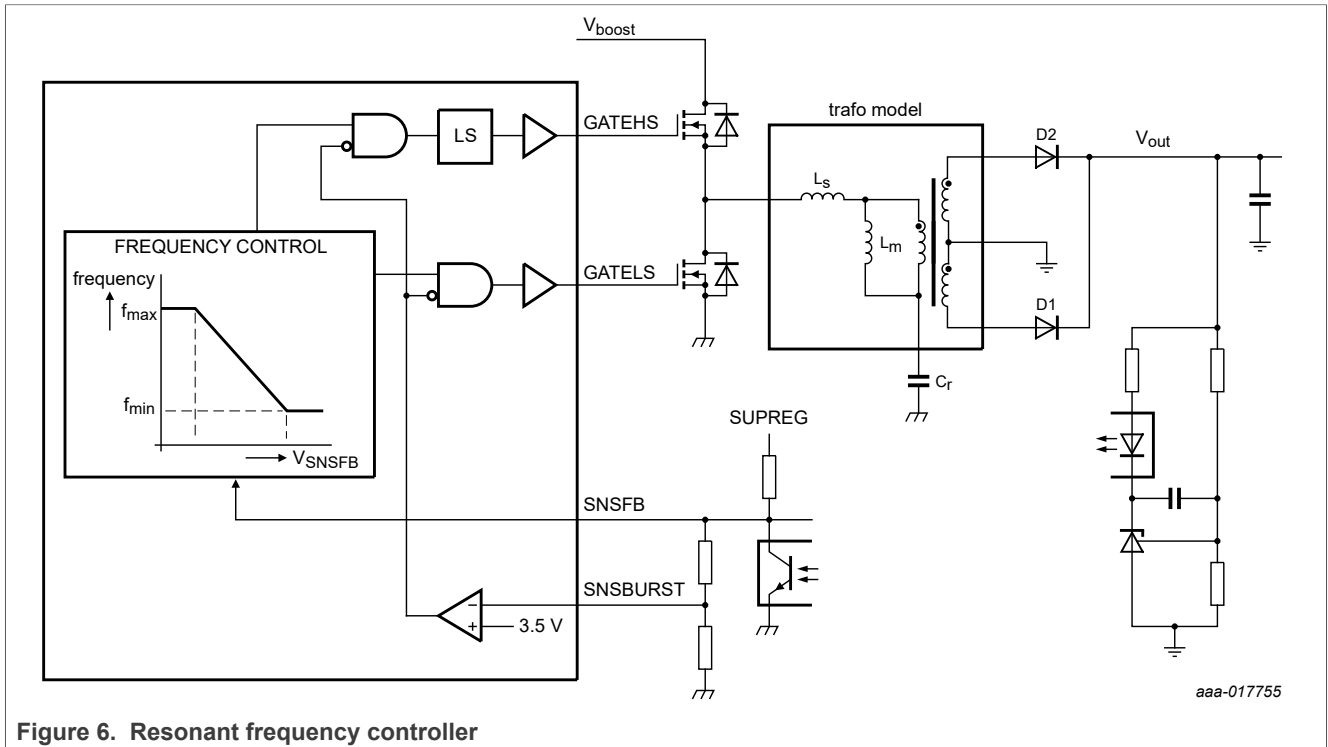 Vboost
trafo model
GATEHS
LS
D2
Vout
Ls
Lm
FREQUENCY CONTROL
frequency
fmax
fmin
VSNSFB
GATELS
D1
Cr
SUPREG
SNSFB
SNSBURST
−
+
3.5 V
aaa-017755
Figure 6. Resonant frequency controller